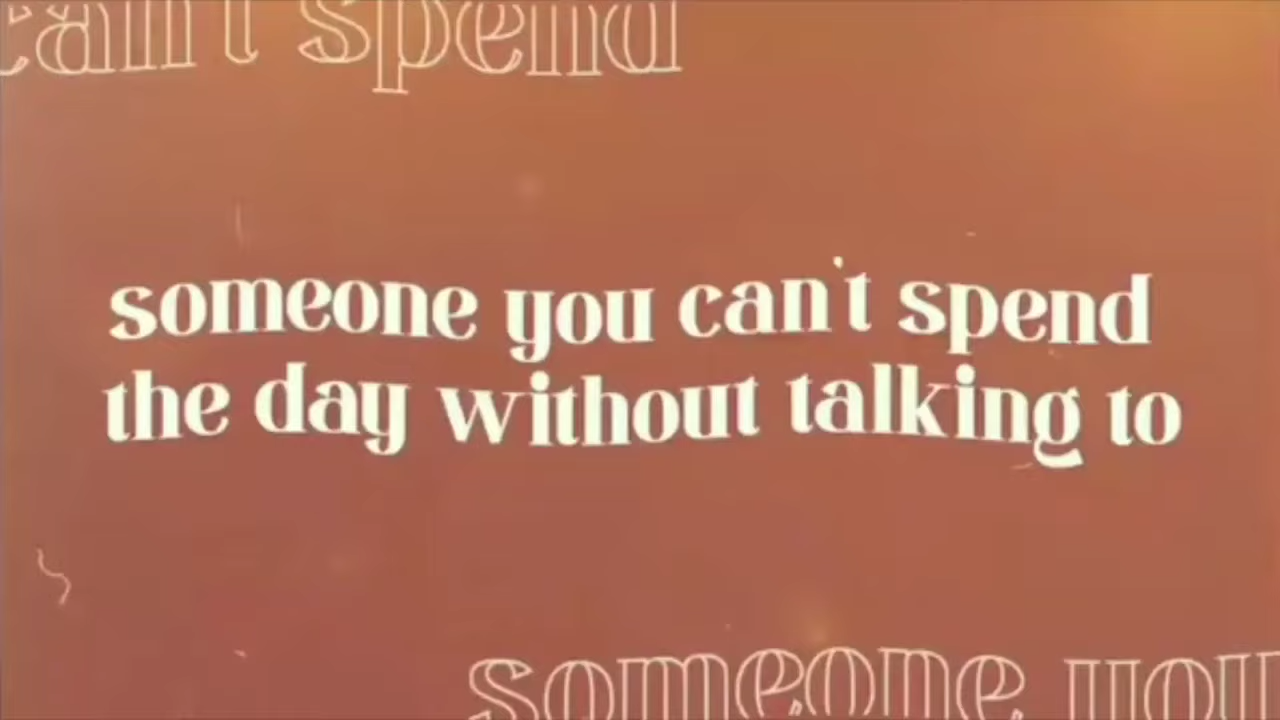 can't spend
someone you can't spend
the day without talking to
someone you